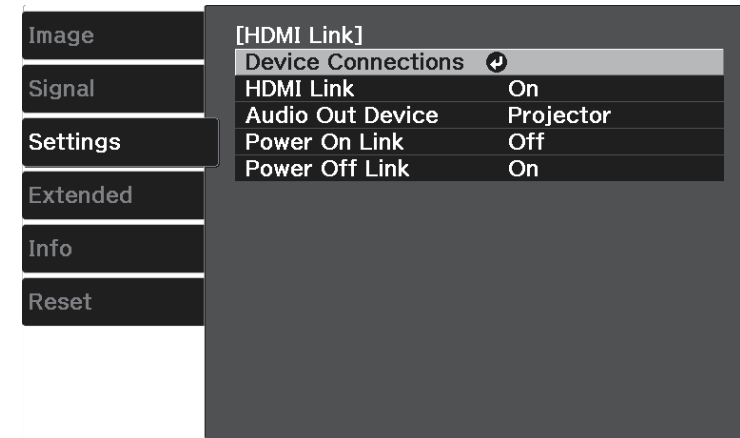 Image
Signal
Settings
Extended
Info
Reset
[HDMI Link]
Device Connections
HDMI Link On
Audio Out Device Projector
Power On Link Off
Power Off Link On